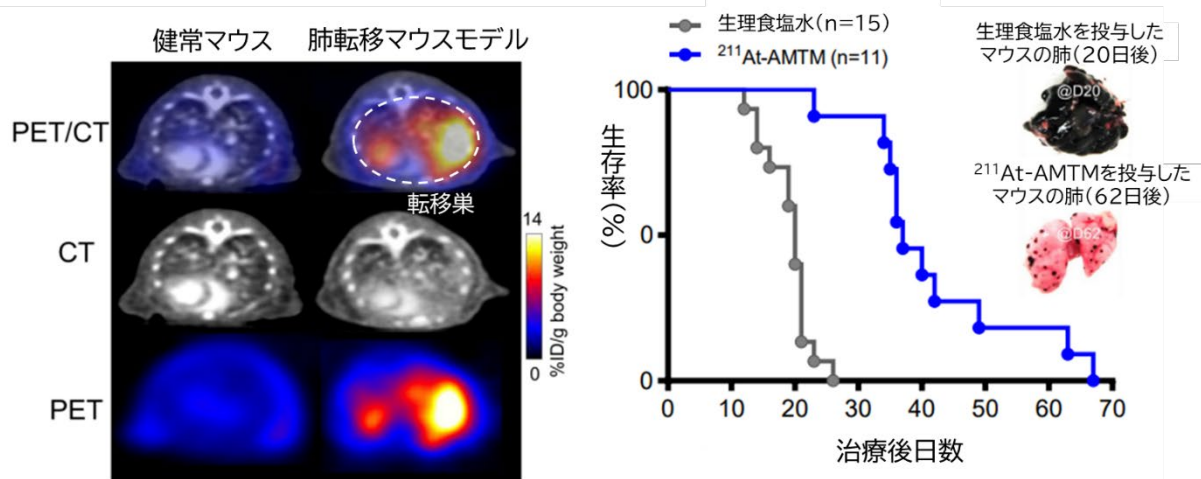 健常マウス
肺転移マウスモデル
PET/CT
転移巣
CT
PET
14
0
%ID/g body weight
生理食塩水(n=15)
²¹¹At-AMTM (n=11)
生存率(%)
100
0
0
0
10
20
30
40
50
60
70
治療後日数
生理食塩水を投与した
マウスの肺(20日後)
@D20
²¹¹At-AMTMを投与した
マウスの肺(62日後)
@D62